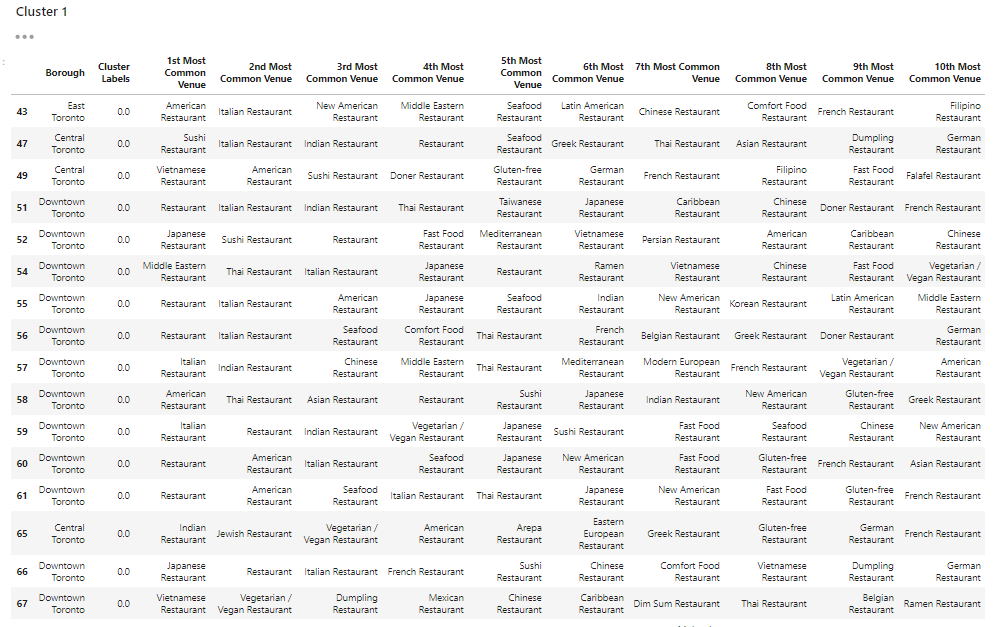 Cluster 1
•••
Borough Cluster Labels 1st Most Common Venue 2nd Most Common Venue 3rd Most Common Venue 4th Most Common Venue 5th Most Common Venue 6th Most Common Venue 7th Most Common Venue 8th Most Common Venue 9th Most Common Venue 10th Most Common Venue
43 East Toronto 0.0 American Restaurant Italian Restaurant New American Restaurant Middle Eastern Restaurant Seafood Restaurant Latin American Restaurant Chinese Restaurant Comfort Food Restaurant French Restaurant Filipino Restaurant
47 Central Toronto 0.0 Sushi Restaurant Italian Restaurant Indian Restaurant Restaurant Seafood Restaurant Greek Restaurant Thai Restaurant Asian Restaurant Dumpling Restaurant German Restaurant
49 Central Toronto 0.0 Vietnamese Restaurant American Restaurant Sushi Restaurant Doner Restaurant Gluten-free Restaurant German Restaurant French Restaurant Filipino Restaurant Fast Food Restaurant Falafel Restaurant
51 Downtown Toronto 0.0 Restaurant Italian Restaurant Indian Restaurant Thai Restaurant Taiwanese Restaurant Japanese Restaurant Caribbean Restaurant Chinese Restaurant Doner Restaurant French Restaurant
52 Downtown Toronto 0.0 Japanese Restaurant Sushi Restaurant Restaurant Fast Food Restaurant Mediterranean Restaurant Vietnamese Restaurant Persian Restaurant American Restaurant Caribbean Restaurant Chinese Restaurant
54 Downtown Toronto 0.0 Middle Eastern Restaurant Thai Restaurant Italian Restaurant Japanese Restaurant Restaurant Ramen Restaurant Vietnamese Restaurant Chinese Restaurant Fast Food Restaurant Vegetarian / Vegan Restaurant
55 Downtown Toronto 0.0 Restaurant Italian Restaurant American Restaurant Japanese Restaurant Seafood Restaurant Indian Restaurant New American Restaurant Korean Restaurant Latin American Restaurant Middle Eastern Restaurant
56 Downtown Toronto 0.0 Restaurant Italian Restaurant Seafood Restaurant Comfort Food Restaurant Thai Restaurant French Restaurant Belgian Restaurant Greek Restaurant Doner Restaurant German Restaurant
57 Downtown Toronto 0.0 Italian Restaurant Indian Restaurant Chinese Restaurant Middle Eastern Restaurant Thai Restaurant Mediterranean Restaurant Modern European Restaurant French Restaurant Vegetarian / Vegan Restaurant American Restaurant
58 Downtown Toronto 0.0 American Restaurant Thai Restaurant Asian Restaurant Restaurant Sushi Restaurant Japanese Restaurant Indian Restaurant New American Restaurant Gluten-free Restaurant Greek Restaurant
59 Downtown Toronto 0.0 Italian Restaurant Restaurant Indian Restaurant Vegetarian / Vegan Restaurant Japanese Restaurant Sushi Restaurant Fast Food Restaurant Seafood Restaurant Chinese Restaurant New American Restaurant
60 Downtown Toronto 0.0 Restaurant American Restaurant Italian Restaurant Seafood Restaurant Japanese Restaurant New American Restaurant Fast Food Restaurant Gluten-free Restaurant French Restaurant Asian Restaurant
61 Downtown Toronto 0.0 Restaurant American Restaurant Seafood Restaurant Italian Restaurant Thai Restaurant Japanese Restaurant New American Restaurant Fast Food Restaurant Gluten-free Restaurant French Restaurant
65 Central Toronto 0.0 Indian Restaurant Jewish Restaurant Vegetarian / Vegan Restaurant American Restaurant Arepa Restaurant Eastern European Restaurant Greek Restaurant Gluten-free Restaurant German Restaurant French Restaurant
66 Downtown Toronto 0.0 Japanese Restaurant Restaurant Italian Restaurant French Restaurant Sushi Restaurant Chinese Restaurant Comfort Food Restaurant Vietnamese Restaurant Dumpling Restaurant German Restaurant
67 Downtown Toronto 0.0 Vietnamese Restaurant Vegetarian / Vegan Restaurant Dumpling Restaurant Mexican Restaurant Chinese Restaurant Caribbean Restaurant Dim Sum Restaurant Thai Restaurant Belgian Restaurant Ramen Restaurant